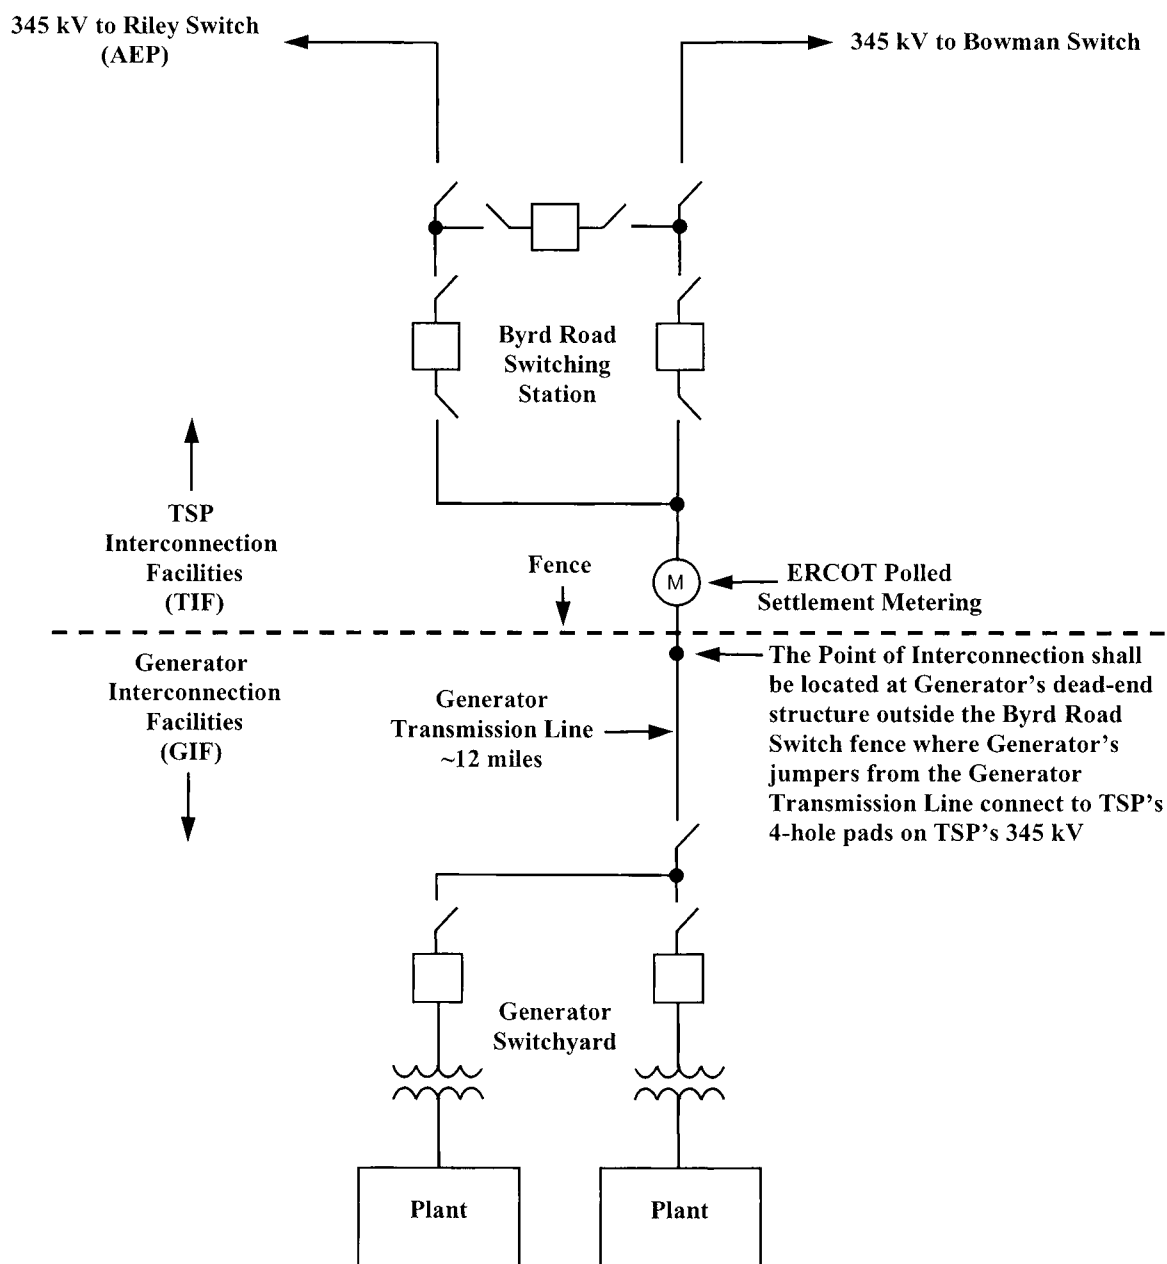 345 kV to Riley Switch
(AEP)
345 kV to Bowman Switch
Byrd Road
Switching
Station
TSP
Interconnection
Facilities
(TIF)
Fence
M
ERCOT Polled
Settlement Metering
Generator
Interconnection
Facilities
(GIF)
Generator
Transmission Line
~12 miles
The Point of Interconnection shall
be located at Generator's dead-end
structure outside the Byrd Road
Switch fence where Generator's
jumpers from the Generator
Transmission Line connect to TSP's
4-hole pads on TSP's 345 kV
Generator
Switchyard
Plant
Plant